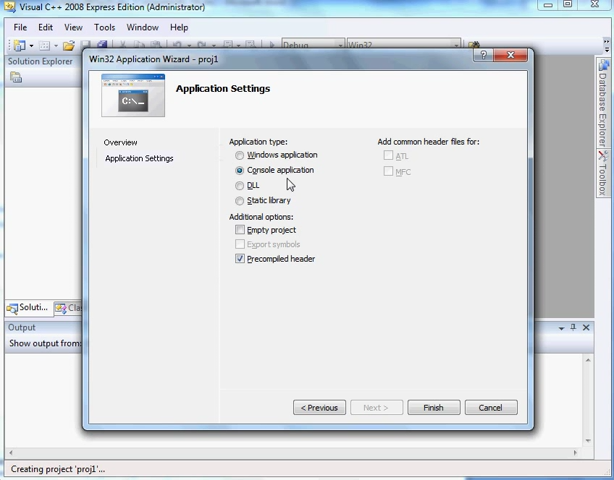 Visual C++ 2008 Express Edition (Administrator)
File Edit View Tools Window Help
Debug Win32
Solution Explorer
Win32 Application Wizard - proj1
C:\_
Application Settings
Overview
Application Settings
Application type:
Windows application
Console application
DLL
Static library
Additional options:
Empty project
Export symbols
Precompiled header
Add common header files for:
ATL
MFC
< Previous Next > Finish Cancel
Database Explorer
Toolbox
Soluti... Cla
Output
Show output from:
Creating project 'proj1'...